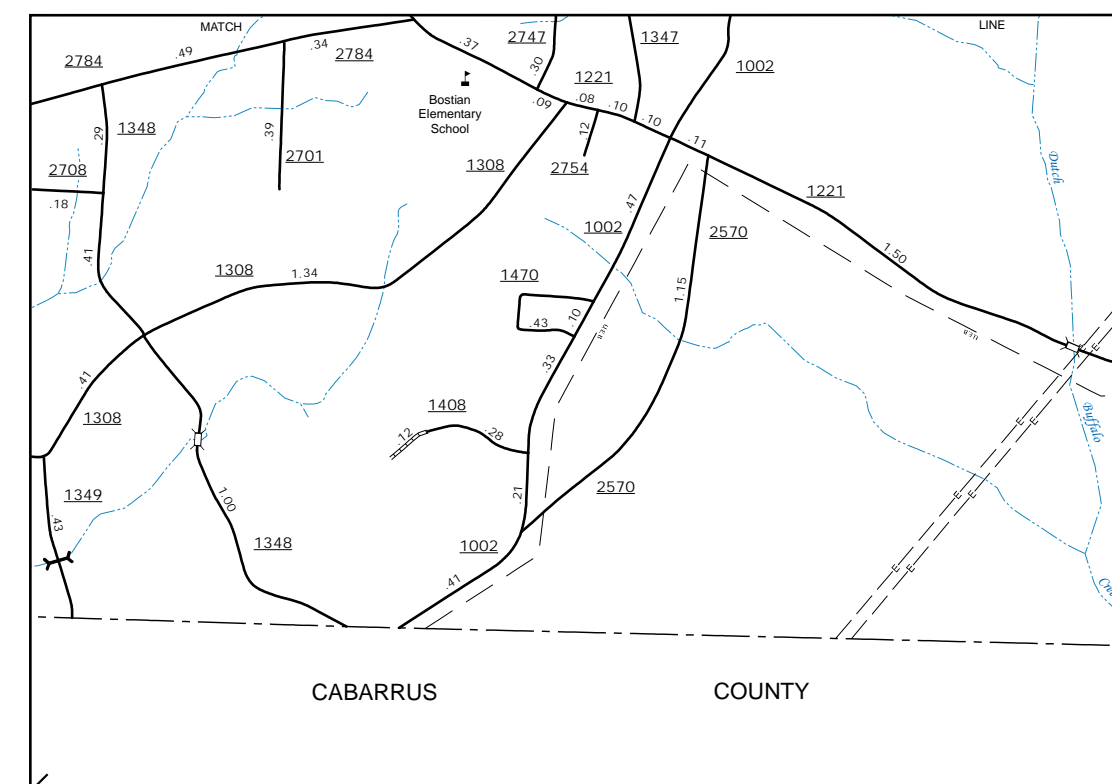 MATCH
LINE
2784
.49
.34
2784
.37
2747
.30
1347
1002
1221
.09
.08
.10
.10
.11
Bostian
Elementary
School
.29
1348
.39
2701
.12
2754
1308
2708
.18
.47
1002
2570
1221
1.50
Dutch
.41
1308
1.34
1470
.43
.10
1.15
UEB
UEB
E
E
.33
.41
1308
1408
.12
.28
Buffalo
E
E
1349
.43
1.00
1348
.21
2570
E
E
1002
.41
E
E
CABARRUS
COUNTY